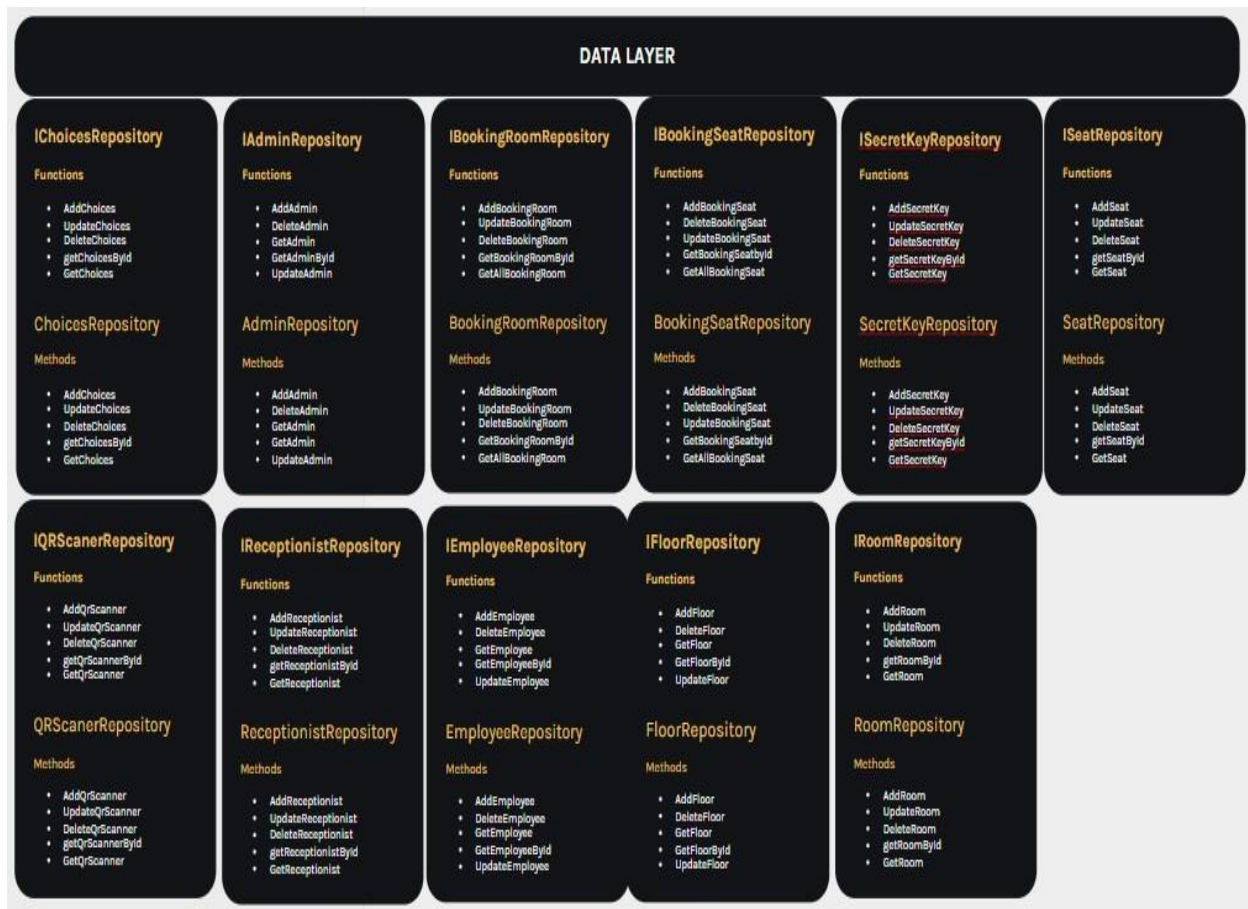 DATA LAYER
IChoicesRepository
Functions
• AddChoices
• UpdateChoices
• DeleteChoices
• getChoicesById
• GetChoices
ChoicesRepository
Methods
• AddChoices
• UpdateChoices
• DeleteChoices
• getChoicesById
• GetChoices
IAdminRepository
Functions
• AddAdmin
• DeleteAdmin
• GetAdmin
• GetAdminById
• UpdateAdmin
AdminRepository
Methods
• AddAdmin
• DeleteAdmin
• GetAdmin
• GetAdmin
• UpdateAdmin
IBookingRoomRepository
Functions
• AddBookingRoom
• UpdateBookingRoom
• DeleteBookingRoom
• GetBookingRoomById
• GetAllBookingRoom
BookingRoomRepository
Methods
• AddBookingRoom
• UpdateBookingRoom
• DeleteBookingRoom
• GetBookingRoomById
• GetAllBookingRoom
IBookingSeatRepository
Functions
• AddBookingSeat
• DeleteBookingSeat
• UpdateBookingSeat
• GetBookingSeatbyId
• GetAllBookingSeat
BookingSeatRepository
Methods
• AddBookingSeat
• DeleteBookingSeat
• UpdateBookingSeat
• GetBookingSeatbyId
• GetAllBookingSeat
ISecretKeyRepository
Functions
• AddSecretKey
• UpdateSecretKey
• DeleteSecretKey
• getSecretKeyById
• GetSecretKey
SecretKeyRepository
Methods
• AddSecretKey
• UpdateSecretKey
• DeleteSecretKey
• getSecretKeyById
• GetSecretKey
ISeatRepository
Functions
• AddSeat
• UpdateSeat
• DeleteSeat
• getSeatById
• GetSeat
SeatRepository
Methods
• AddSeat
• UpdateSeat
• DeleteSeat
• getSeatById
• GetSeat
IQRScanerRepository
Functions
• AddQrScanner
• UpdateQrScanner
• DeleteQrScanner
• getQrScannerById
• GetQrScanner
QRScanerRepository
Methods
• AddQrScanner
• UpdateQrScanner
• DeleteQrScanner
• getQrScannerById
• GetQrScanner
IReceptionistRepository
Functions
• AddReceptionist
• UpdateReceptionist
• DeleteReceptionist
• getReceptionistById
• GetReceptionist
ReceptionistRepository
Methods
• AddReceptionist
• UpdateReceptionist
• DeleteReceptionist
• getReceptionistById
• GetReceptionist
IEmployeeRepository
Functions
• AddEmployee
• DeleteEmployee
• GetEmployee
• GetEmployeeById
• UpdateEmployee
EmployeeRepository
Methods
• AddEmployee
• DeleteEmployee
• GetEmployee
• GetEmployeeById
• UpdateEmployee
IFloorRepository
Functions
• AddFloor
• DeleteFloor
• GetFloor
• GetFloorById
• UpdateFloor
FloorRepository
Methods
• AddFloor
• DeleteFloor
• GetFloor
• GetFloorById
• UpdateFloor
IRoomRepository
Functions
• AddRoom
• UpdateRoom
• DeleteRoom
• getRoomById
• GetRoom
RoomRepository
Methods
• AddRoom
• UpdateRoom
• DeleteRoom
• getRoomById
• GetRoom